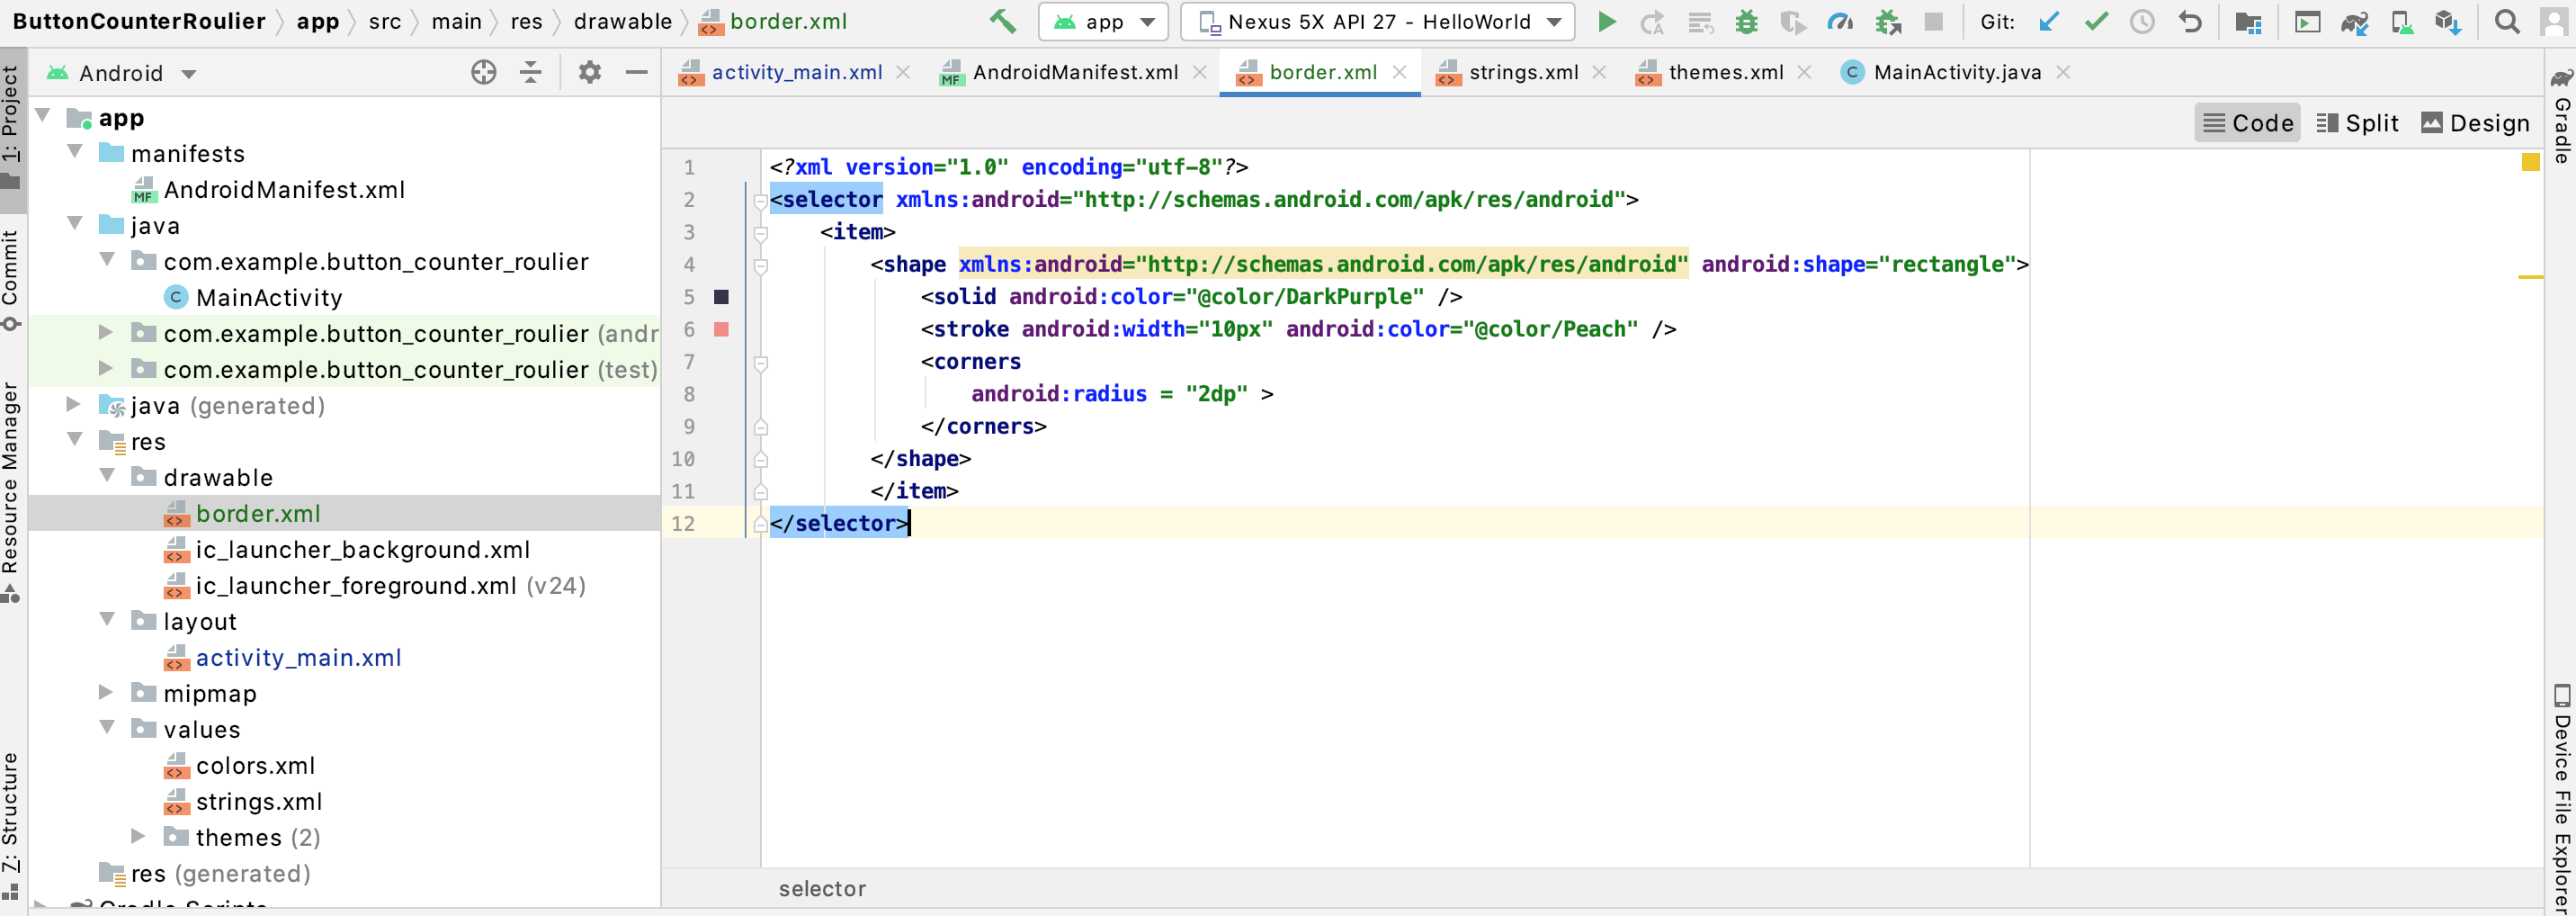 ButtonCounterRoulier app src main res drawable border.xml app Nexus 5X API 27 - HelloWorld Git:
Android
activity_main.xml AndroidManifest.xml border.xml strings.xml themes.xml MainActivity.java
Code Split Design
1: Project
Commit
Resource Manager
7: Structure
app
manifests
AndroidManifest.xml
java
com.example.button_counter_roulier
MainActivity
com.example.button_counter_roulier (andr
com.example.button_counter_roulier (test)
java (generated)
res
drawable
border.xml
ic_launcher_background.xml
ic_launcher_foreground.xml (v24)
layout
activity_main.xml
mipmap
values
colors.xml
strings.xml
themes (2)
res (generated)
Gradle Scripts
1 <?xml version="1.0" encoding="utf-8"?>
2 <selector xmlns:android="http://schemas.android.com/apk/res/android">
3 <item>
4 <shape xmlns:android="http://schemas.android.com/apk/res/android" android:shape="rectangle">
5 <solid android:color="@color/DarkPurple" />
6 <stroke android:width="10px" android:color="@color/Peach" />
7 <corners
8 android:radius = "2dp" >
9 </corners>
10 </shape>
11 </item>
12 </selector>
selector
Gradle
Device File Explorer